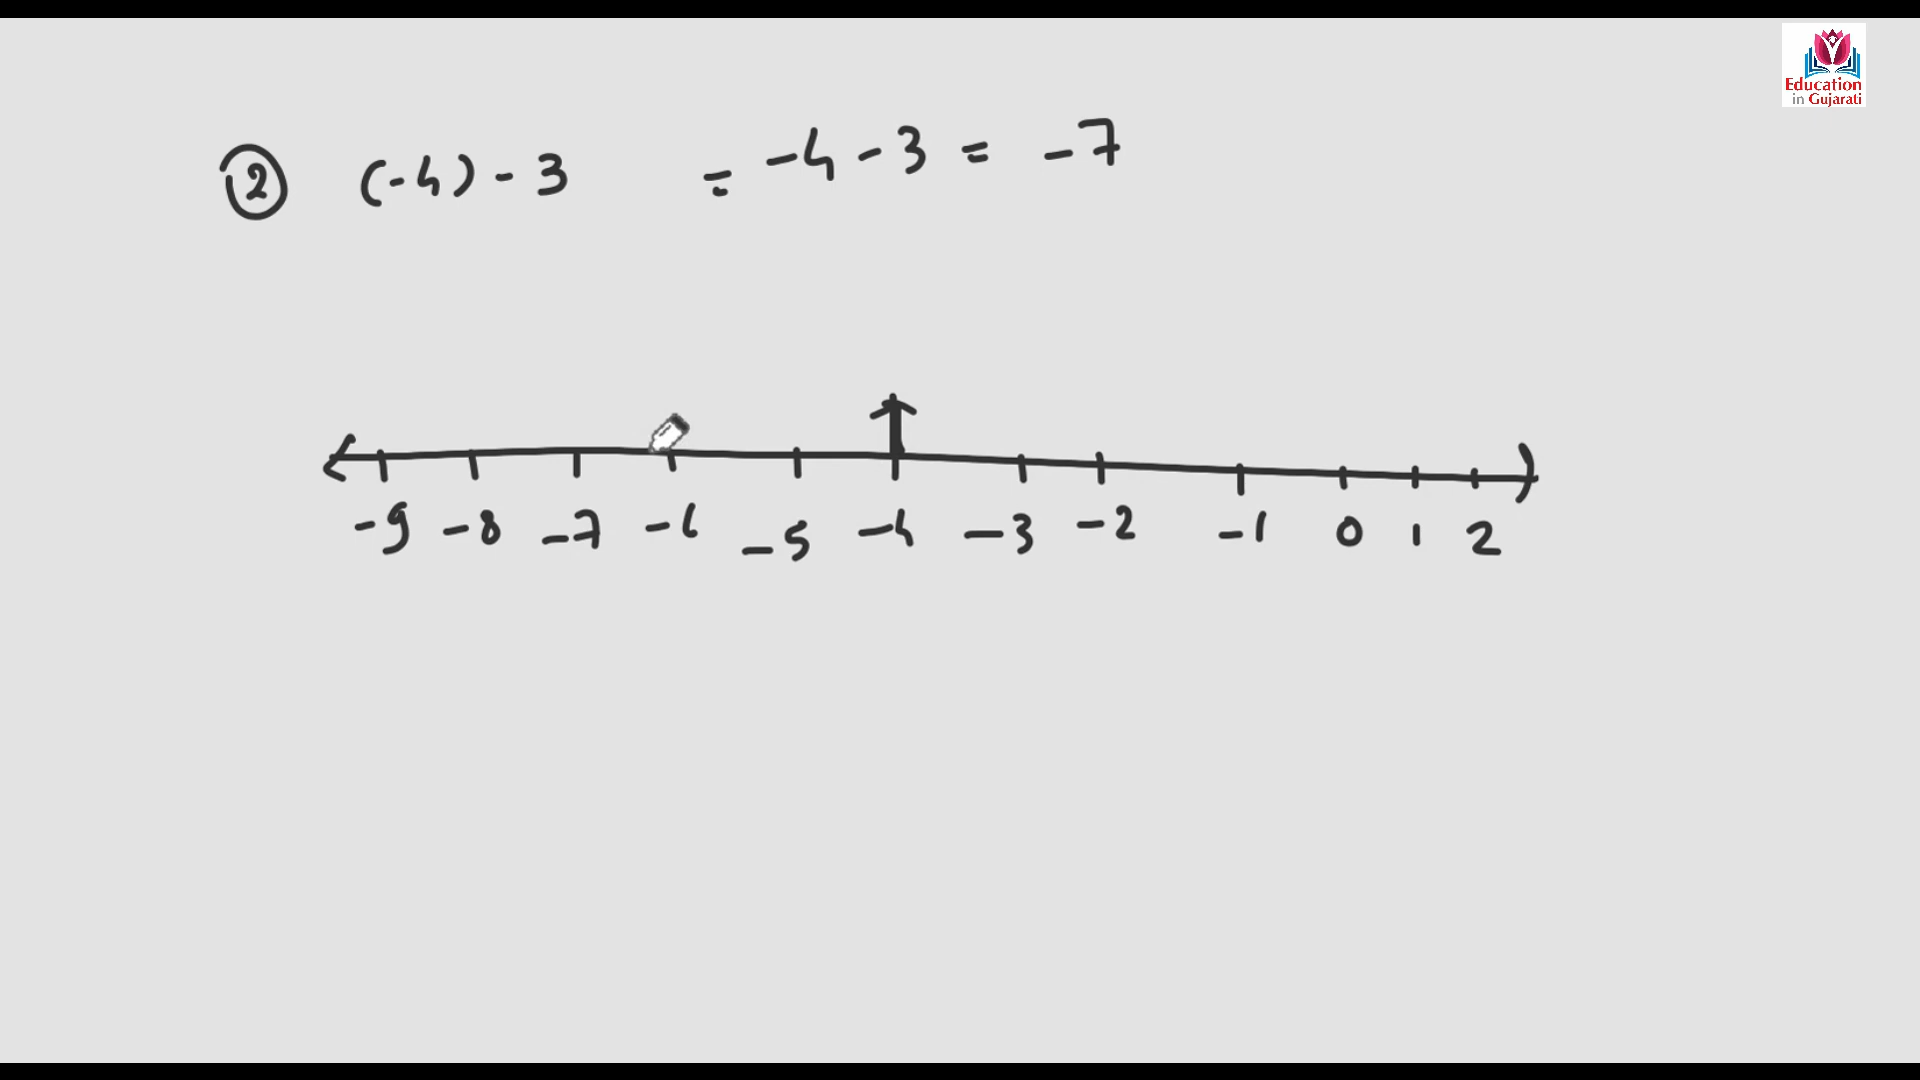 Education
in Gujarati
② (-4) - 3 = -4 - 3 = -7
-9 -8 -7 -6 -5 -4 -3 -2 -1 0 1 2